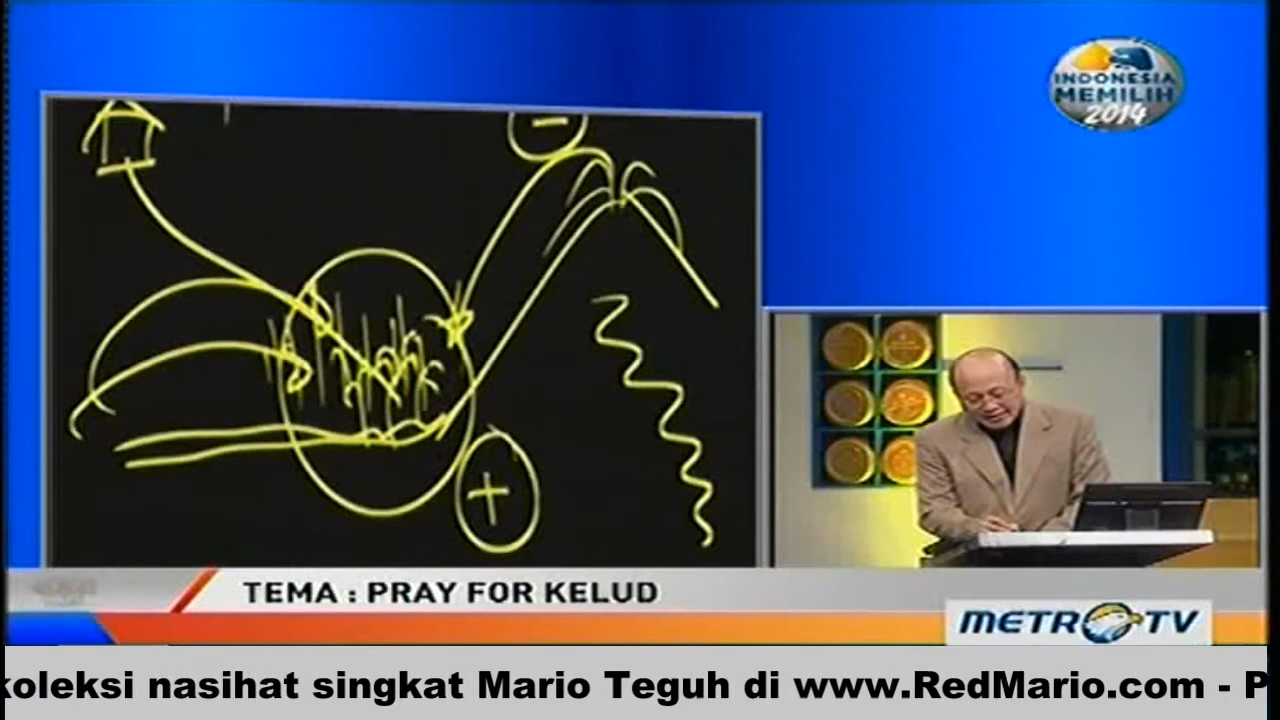 INDONESIA
MEMILIH
2014
-
+
TEMA : PRAY FOR KELUD
METRO TV
koleksi nasihat singkat Mario Teguh di www.RedMario.com - P